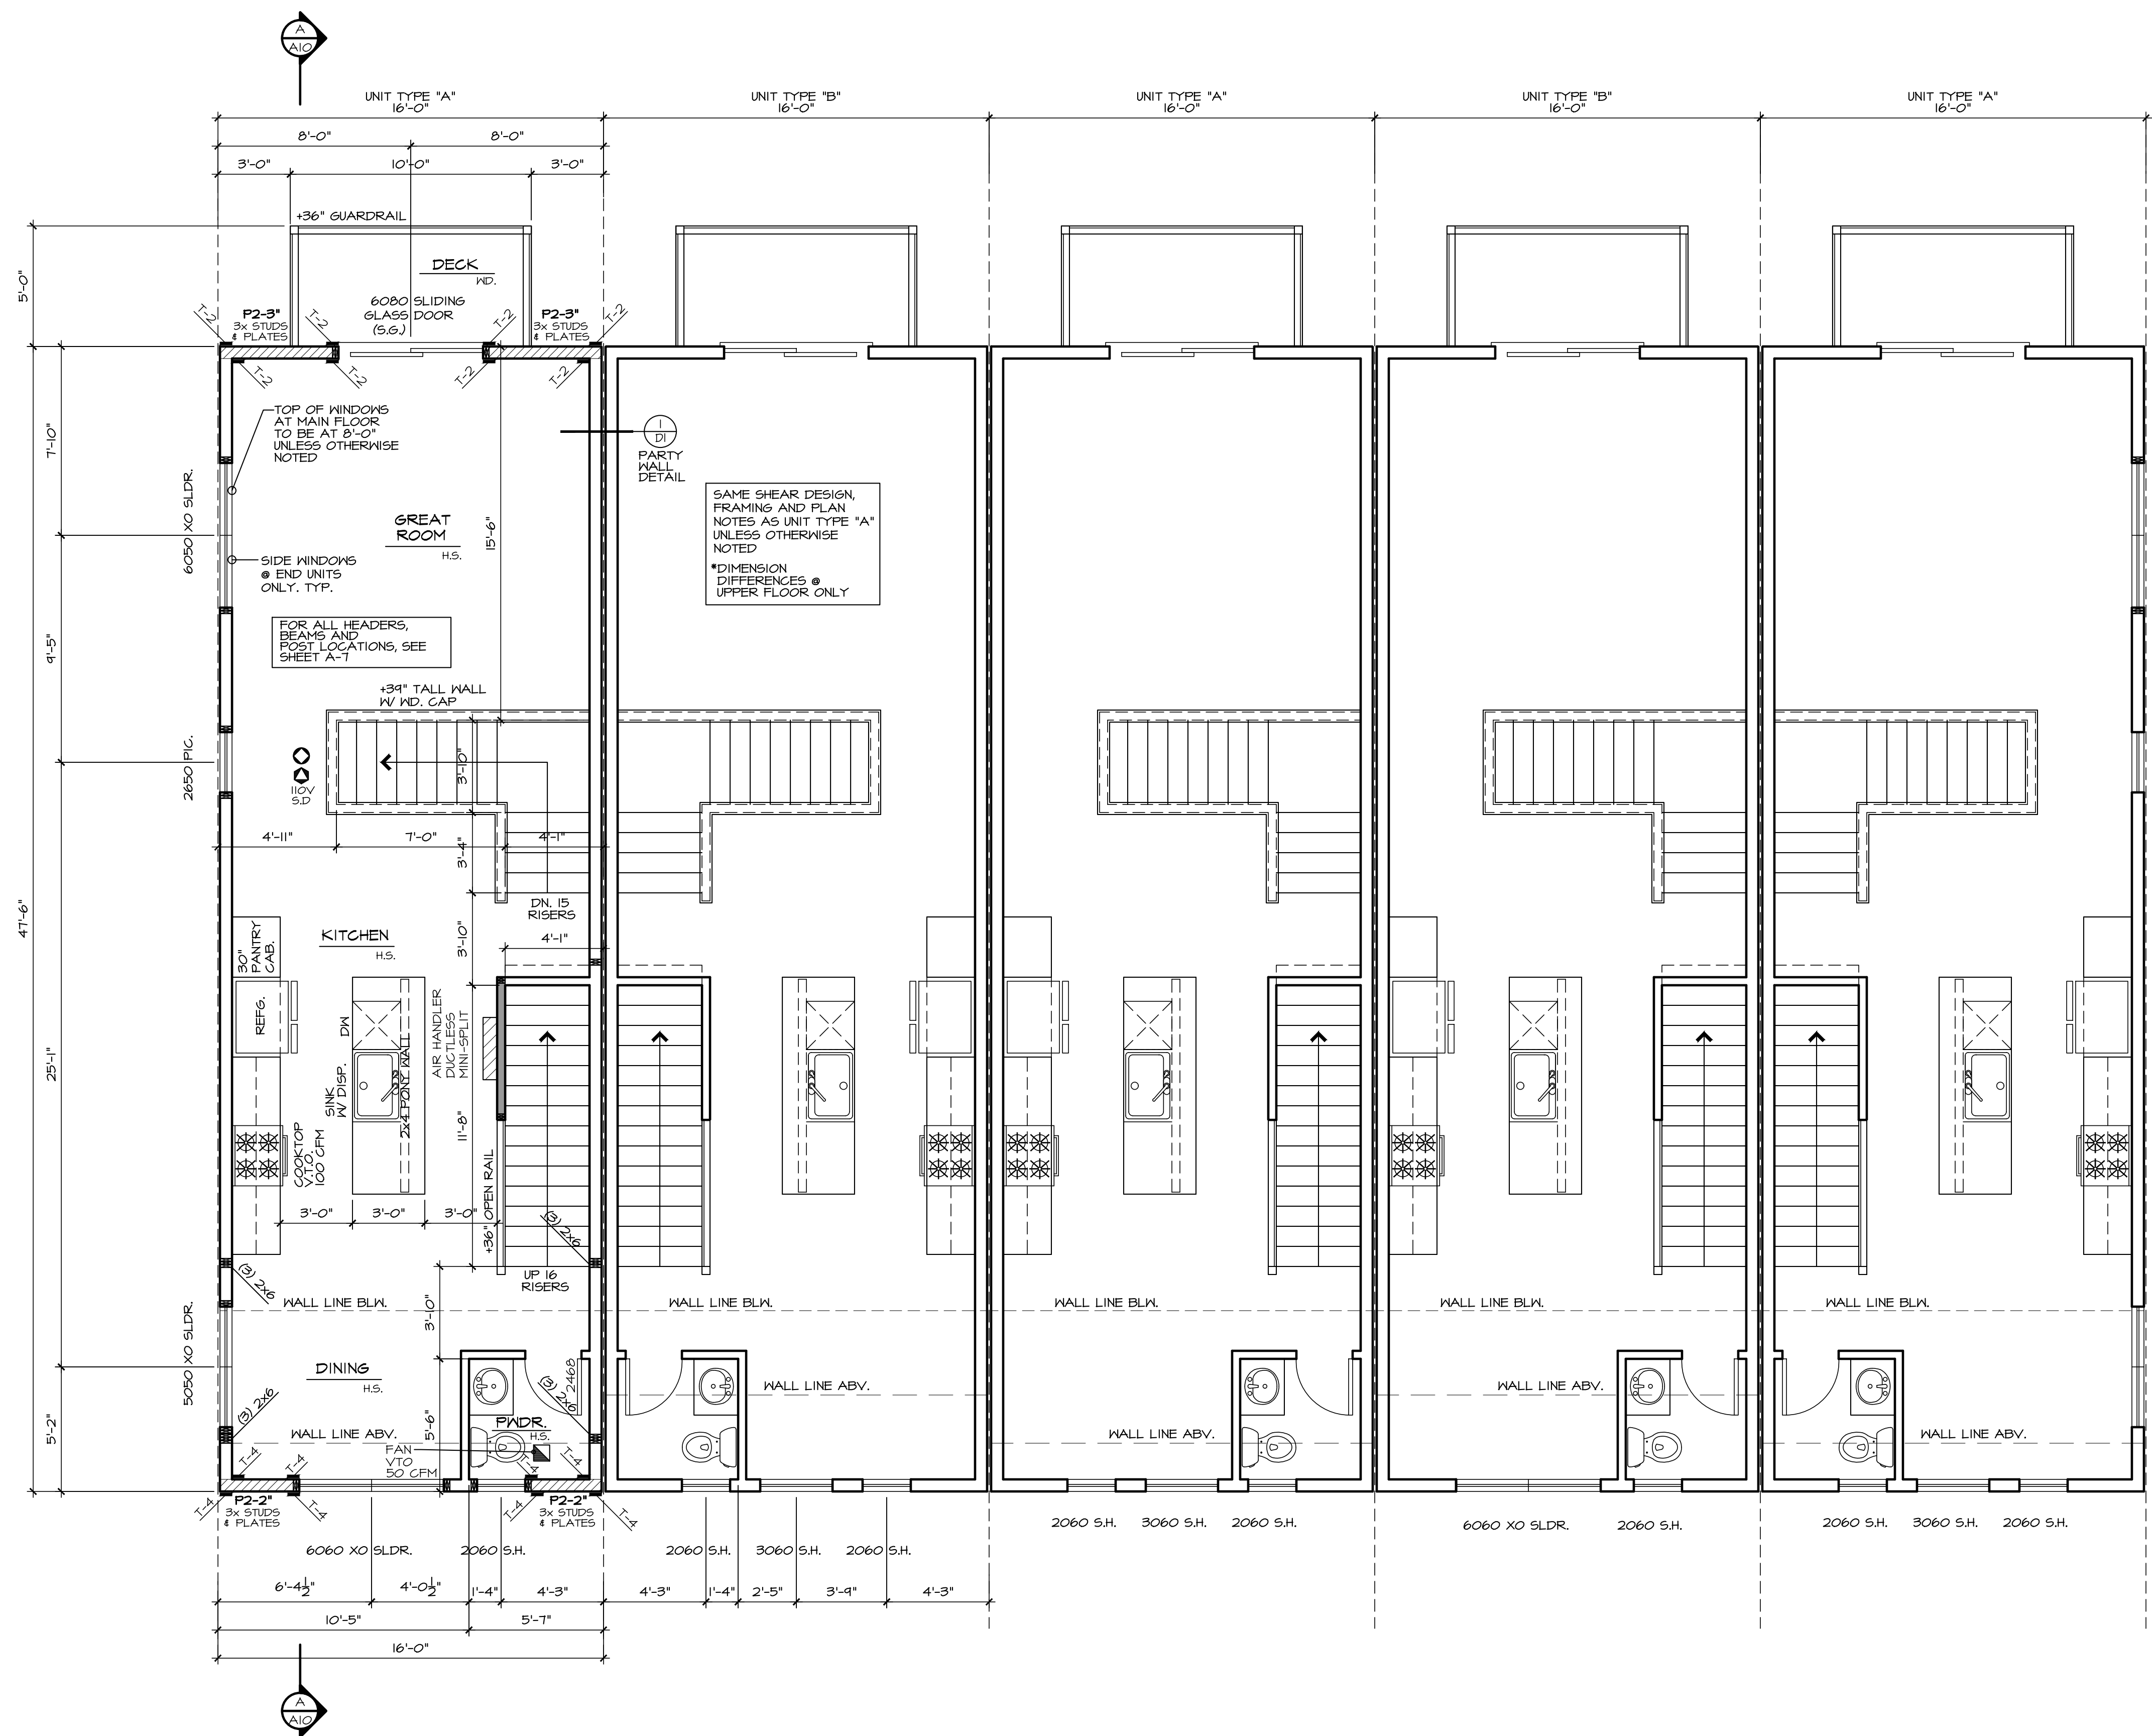 A
A10
UNIT TYPE "A"
16'-0"
UNIT TYPE "B"
16'-0"
UNIT TYPE "A"
16'-0"
UNIT TYPE "B"
16'-0"
UNIT TYPE "A"
16'-0"
8'-0"
8'-0"
3'-0"
10'-0"
3'-0"
+36" GUARDRAIL
5'-0"
DECK
WD.
6080 SLIDING
GLASS DOOR
(S.G.)
T-2
P2-3"
3x STUDS
& PLATES
T-2
T-2
P2-3"
3x STUDS
& PLATES
T-2
T-2
T-2
T-2
T-2
TOP OF WINDOWS
AT MAIN FLOOR
TO BE AT 8'-0"
UNLESS OTHERWISE
NOTED
7'-10"
6050 XO SLDR.
1
D1
PARTY
WALL
DETAIL
GREAT
ROOM
H.S.
15'-6"
SAME SHEAR DESIGN,
FRAMING AND PLAN
NOTES AS UNIT TYPE "A"
UNLESS OTHERWISE
NOTED
*DIMENSION
DIFFERENCES @
UPPER FLOOR ONLY
SIDE WINDOWS
@ END UNITS
ONLY. TYP.
FOR ALL HEADERS,
BEAMS AND
POST LOCATIONS, SEE
SHEET A-7
9'-5"
+39" TALL WALL
W/ WD. CAP
2650 PIC.
110V
S.D
3'-10"
4'-11"
7'-0"
4'-1"
3'-4"
DN. 15
RISERS
47'-6"
30"
PANTRY
CAB.
KITCHEN
H.S.
3'-10"
4'-1"
REFG.
DW
AIR HANDLER
DUCTLESS
MINI-SPLIT
25'-1"
SINK
W/ DISP.
2x4 PONY WALL
11'-8"
COOKTOP
V.T.O.
100 CFM
+36" OPEN RAIL
3'-0"
3'-0"
3'-0"
(3) 2x6
(3) 2x6
UP 16
RISERS
WALL LINE BLW.
WALL LINE BLW.
WALL LINE BLW.
WALL LINE BLW.
WALL LINE BLW.
5050 XO SLDR.
3'-10"
DINING
H.S.
2468
(3) 2x6
(3) 2x6
WALL LINE ABV.
WALL LINE ABV.
5'-2"
5'-6"
PWDR.
H.S.
WALL LINE ABV.
WALL LINE ABV.
WALL LINE ABV.
FAN
VTO
50 CFM
T-4
T-4
T-4
T-4
T-4
P2-2"
3x STUDS
& PLATES
T-4
T-4
P2-2"
3x STUDS
& PLATES
T-4
6060 XO SLDR.
2060 S.H.
2060 S.H.
3060 S.H.
2060 S.H.
2060 S.H.
3060 S.H.
2060 S.H.
6060 XO SLDR.
2060 S.H.
2060 S.H.
3060 S.H.
2060 S.H.
6'-4½"
4'-0½"
1'-4"
4'-3"
4'-3"
1'-4"
2'-5"
3'-9"
4'-3"
10'-5"
5'-7"
16'-0"
A
A10